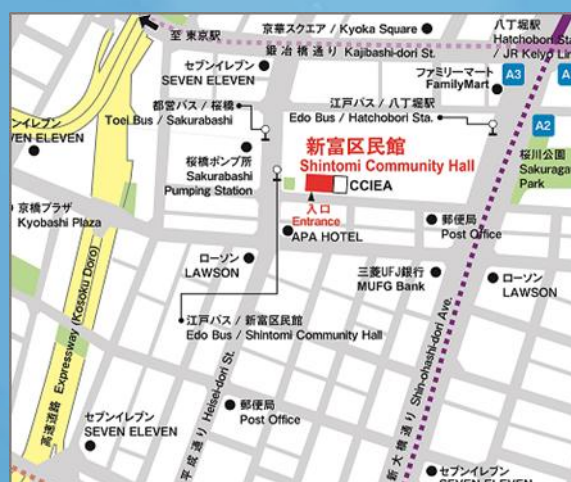 至 東京駅
京華スクエア / Kyoka Square
鍛冶橋通り Kajibashi-dori St.
八丁堀駅
Hatchobori Sta
/ JR Keiyo Lin
セブンイレブン
SEVEN ELEVEN
ファミリーマート
FamilyMart
A3
A
都営バス / 桜橋
Toei Bus / Sakurabashi
江戸バス / 八丁堀駅
Edo Bus / Hatchobori Sta.
A2
ンイレブン
VEN ELEVEN
桜橋ポンプ所
Sakurabashi
Pumping Station
新富区民館
Shintomi Community Hall
CCIEA
桜川公園
Sakuraga
Park
京橋プラザ
Kyobashi Plaza
入口
Entrance
APA HOTEL
郵便局
Post Office
ローソン
LAWSON
三菱UFJ銀行
MUFG Bank
ローソン
LAWSON
江戸バス / 新富区民館
Edo Bus / Shintomi Community Hall
高速道路 Expressway (Kosoku Doro)
平成通り Heisei-dori St.
新大橋通り Shin-ohashi-dori Ave.
セブンイレブン
SEVEN ELEVEN
郵便局
Post Office
セブンイレブン
SEVEN ELEVEN